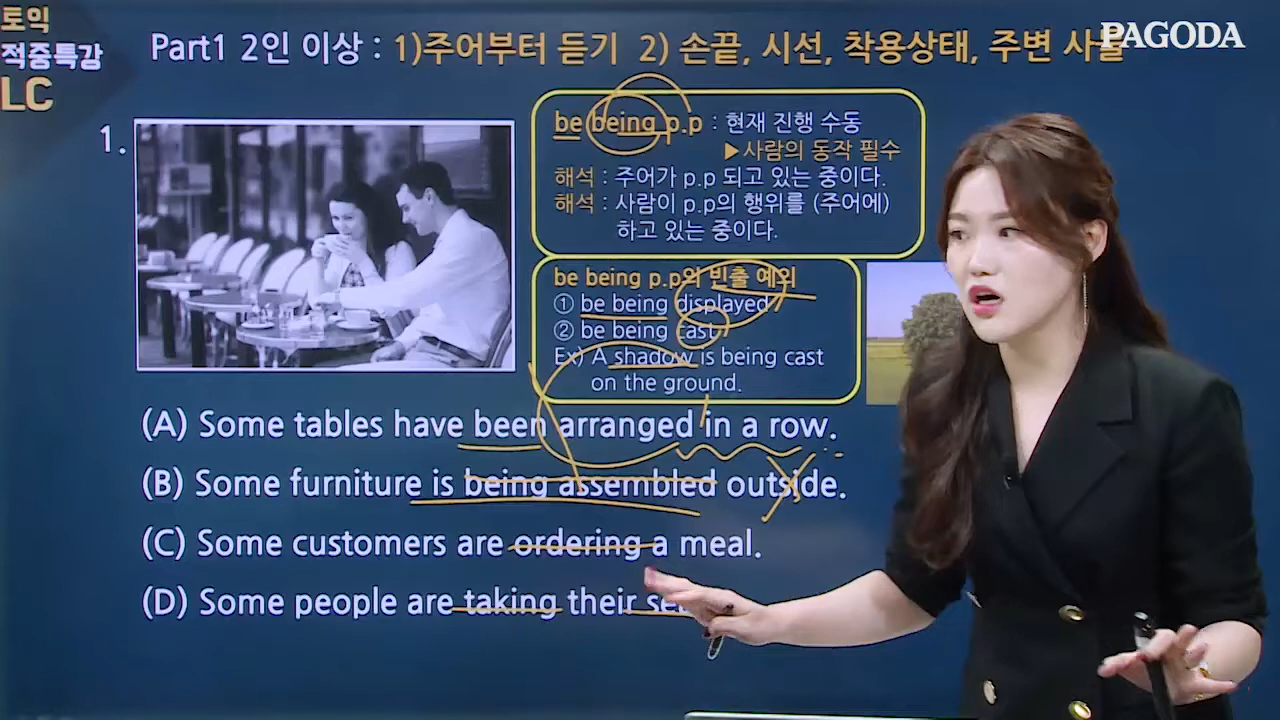 토익
적중특강
LC
Part1 2인 이상 : 1)주어부터 듣기 2) 손끝, 시선, 착용상태, 주변 사물
PAGODA
1.
be being p.p : 현재 진행 수동
▶사람의 동작 필수
해석 : 주어가 p.p 되고 있는 중이다.
해석 : 사람이 p.p의 행위를 (주어에)
하고 있는 중이다.
be being p.p의 빈출 예외
① be being displayed
② be being cast
Ex) A shadow is being cast
on the ground.
(A) Some tables have been arranged in a row.
(B) Some furniture is being assembled outside.
(C) Some customers are ordering a meal.
(D) Some people are taking their